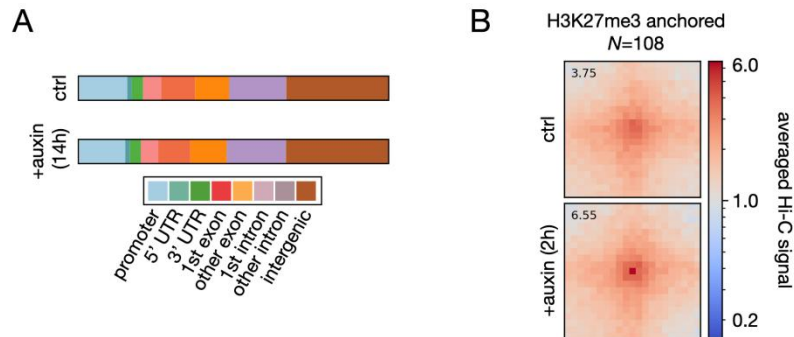 A
ctrl
+auxin
(14h)
promoter
5’ UTR
3’ UTR
1st exon
other exon
1st intron
other intron
intergenic
B
H3K27me3 anchored
N=108
ctrl
3.75
+auxin (2h)
6.55
6.0
1.0
0.2
averaged Hi-C signal